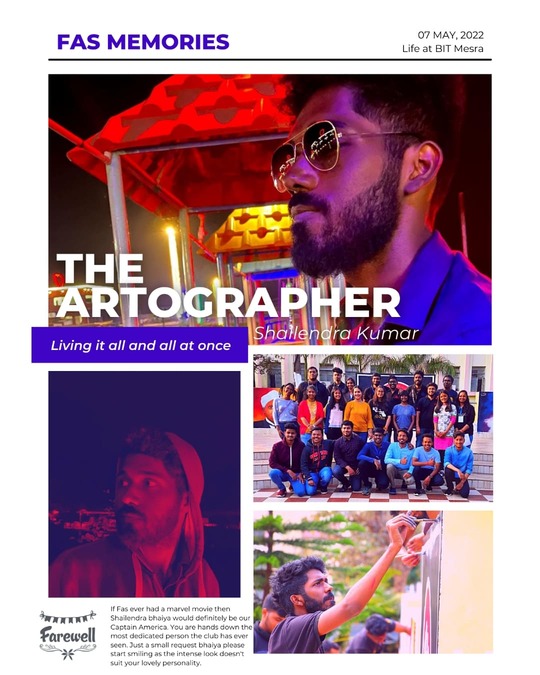 FAS MEMORIES
07 MAY, 2022
Life at BIT Mesra
THE
ARTOGRAPHER
Shailendra Kumar
Living it all and all at once
Farewell
If Fas ever had a marvel movie then
Shailendra bhaiya would definitely be our
Captain America. You are hands down the
most dedicated person the club has ever
seen. Just a small request bhaiya please
start smiling as the intense look doesn't
suit your lovely personality.